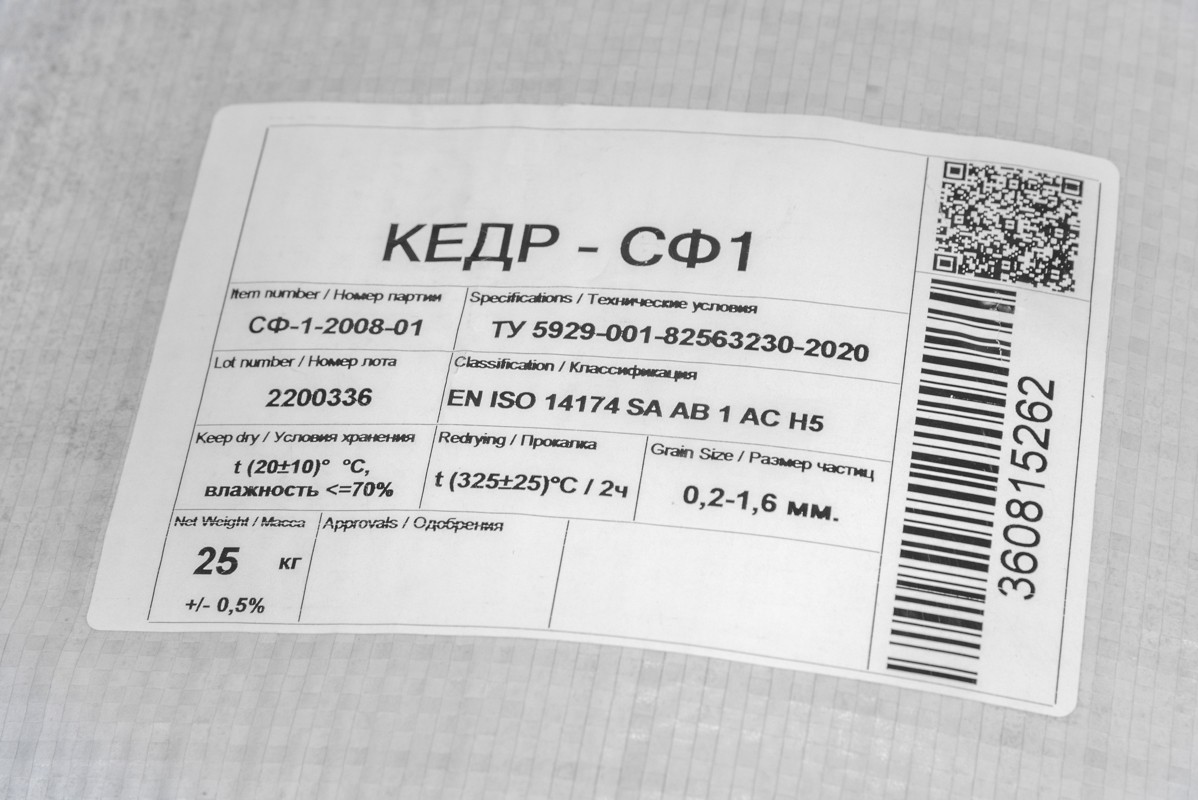 КЕДР - СФ1
Item number / Номер партии
СФ-1-2008-01
Specifications / Технические условия
ТУ 5929-001-82563230-2020
Lot number / Номер лота
2200336
Classification / Классификация
EN ISO 14174 SA AB 1 AC H5
Keep dry / Условия хранения
t (20±10)° °C,
влажность <=70%
Redrying / Прокалка
t (325±25)°C / 2ч
Grain Size / Размер частиц
0,2-1,6 мм.
Net Weight / Масса
25 кг
+/- 0,5%
Approvals / Одобрения
360815262